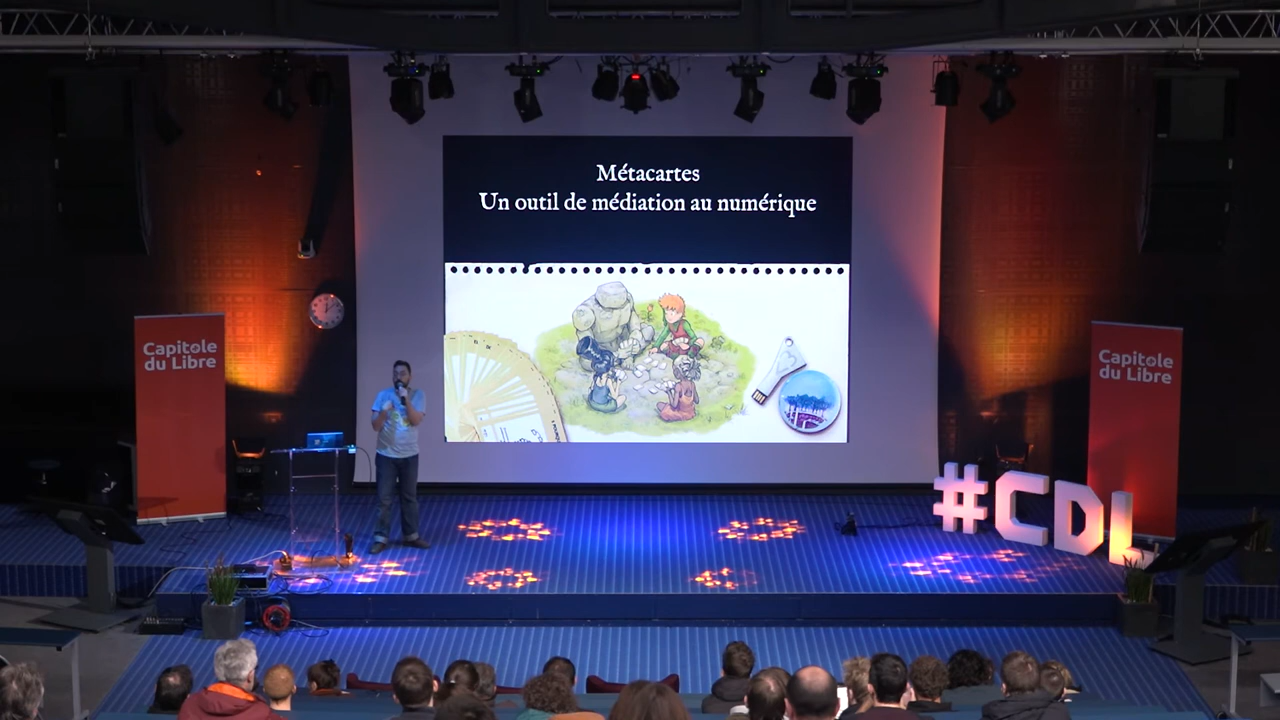 Métacartes
Un outil de médiation au numérique
Capitole
du Libre
Capitole
du Libre
#CDL